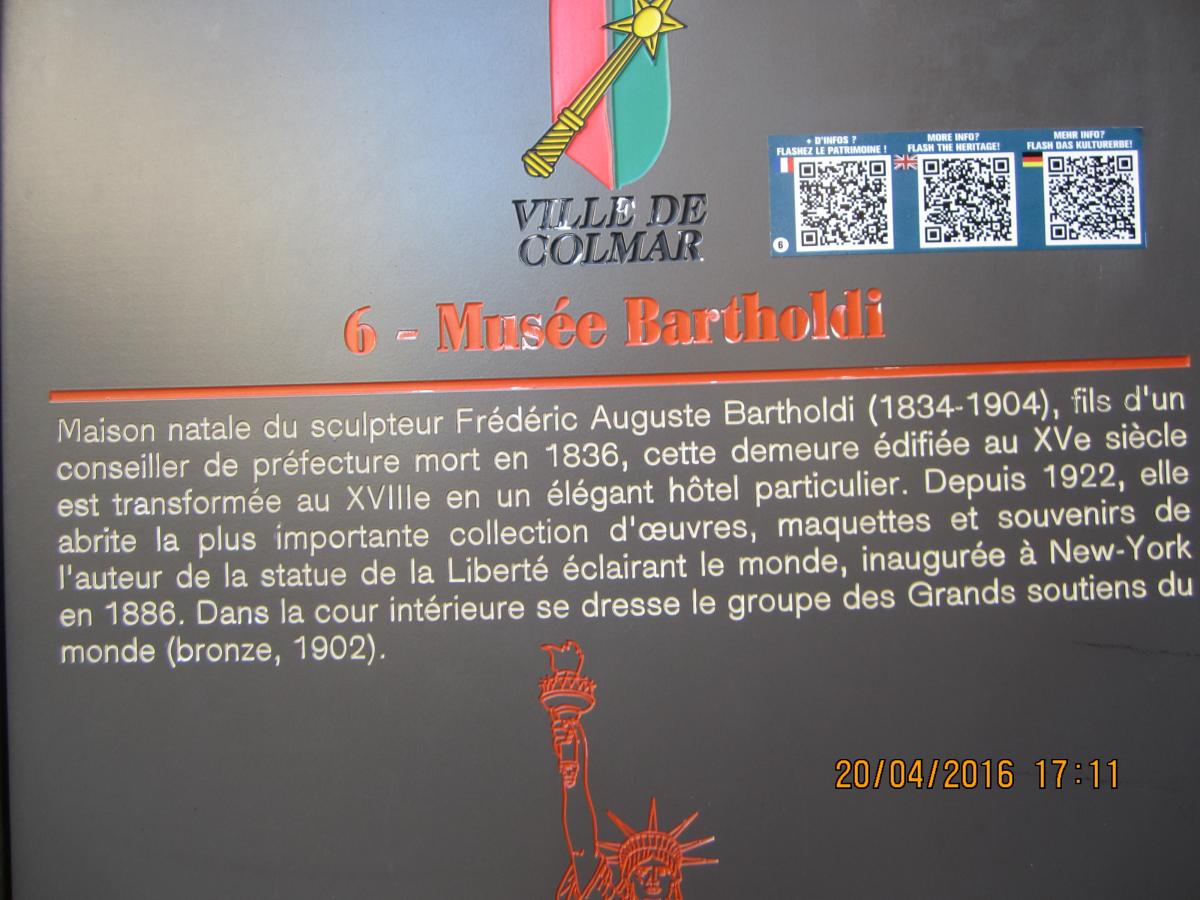 VILLE DE
COLMAR
+ D'INFOS ?
FLASHEZ LE PATRIMOINE !
MORE INFO?
FLASH THE HERITAGE!
MEHR INFO?
FLASH DAS KULTURERBE!
6
6 - Musée Bartholdi
Maison natale du sculpteur Frédéric Auguste Bartholdi (1834-1904), fils d'un
conseiller de préfecture mort en 1836, cette demeure édifiée au XVe siècle
est transformée au XVIIIe en un élégant hôtel particulier. Depuis 1922, elle
abrite la plus importante collection d'œuvres, maquettes et souvenirs de
l'auteur de la statue de la Liberté éclairant le monde, inaugurée à New-York
en 1886. Dans la cour intérieure se dresse le groupe des Grands soutiens du
monde (bronze, 1902).
20/04/2016 17:11